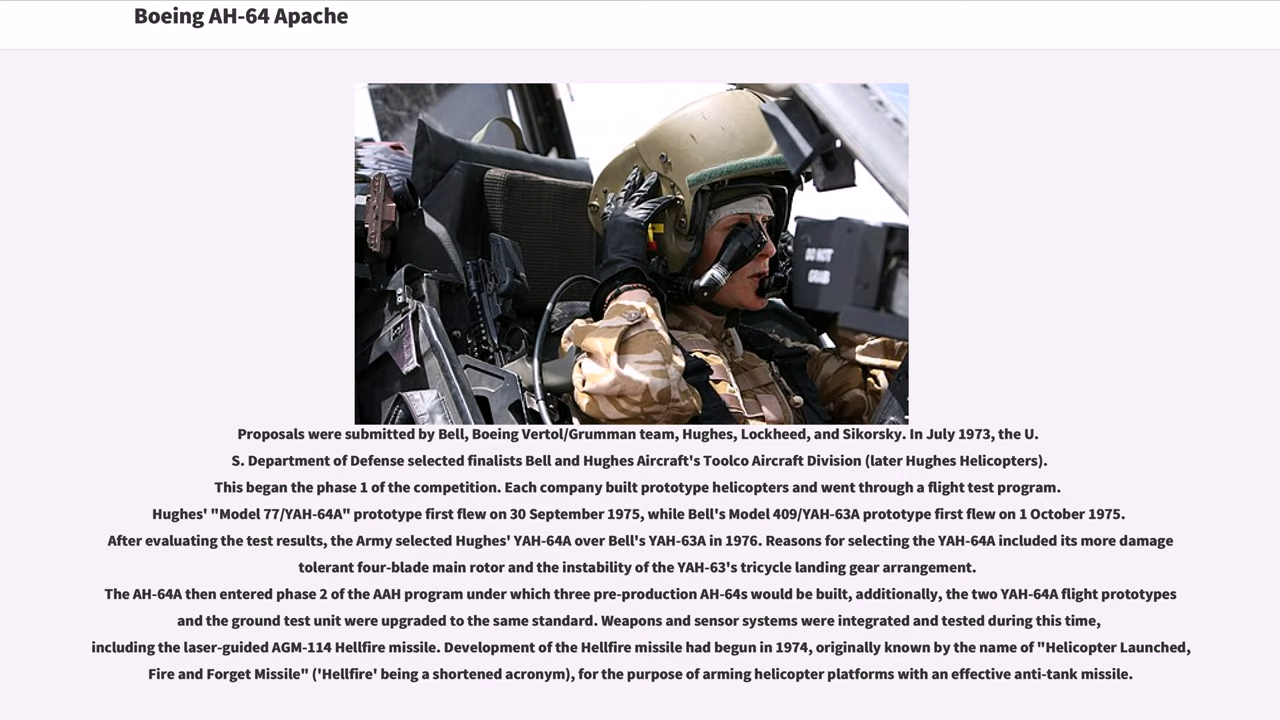 Boeing AH-64 Apache
DO NOT
GRAB
Proposals were submitted by Bell, Boeing Vertol/Grumman team, Hughes, Lockheed, and Sikorsky. In July 1973, the U.
S. Department of Defense selected finalists Bell and Hughes Aircraft's Toolco Aircraft Division (later Hughes Helicopters).
This began the phase 1 of the competition. Each company built prototype helicopters and went through a flight test program.
Hughes' "Model 77/YAH-64A" prototype first flew on 30 September 1975, while Bell's Model 409/YAH-63A prototype first flew on 1 October 1975.
After evaluating the test results, the Army selected Hughes' YAH-64A over Bell's YAH-63A in 1976. Reasons for selecting the YAH-64A included its more damage
tolerant four-blade main rotor and the instability of the YAH-63's tricycle landing gear arrangement.
The AH-64A then entered phase 2 of the AAH program under which three pre-production AH-64s would be built, additionally, the two YAH-64A flight prototypes
and the ground test unit were upgraded to the same standard. Weapons and sensor systems were integrated and tested during this time,
including the laser-guided AGM-114 Hellfire missile. Development of the Hellfire missile had begun in 1974, originally known by the name of "Helicopter Launched,
Fire and Forget Missile" ('Hellfire' being a shortened acronym), for the purpose of arming helicopter platforms with an effective anti-tank missile.